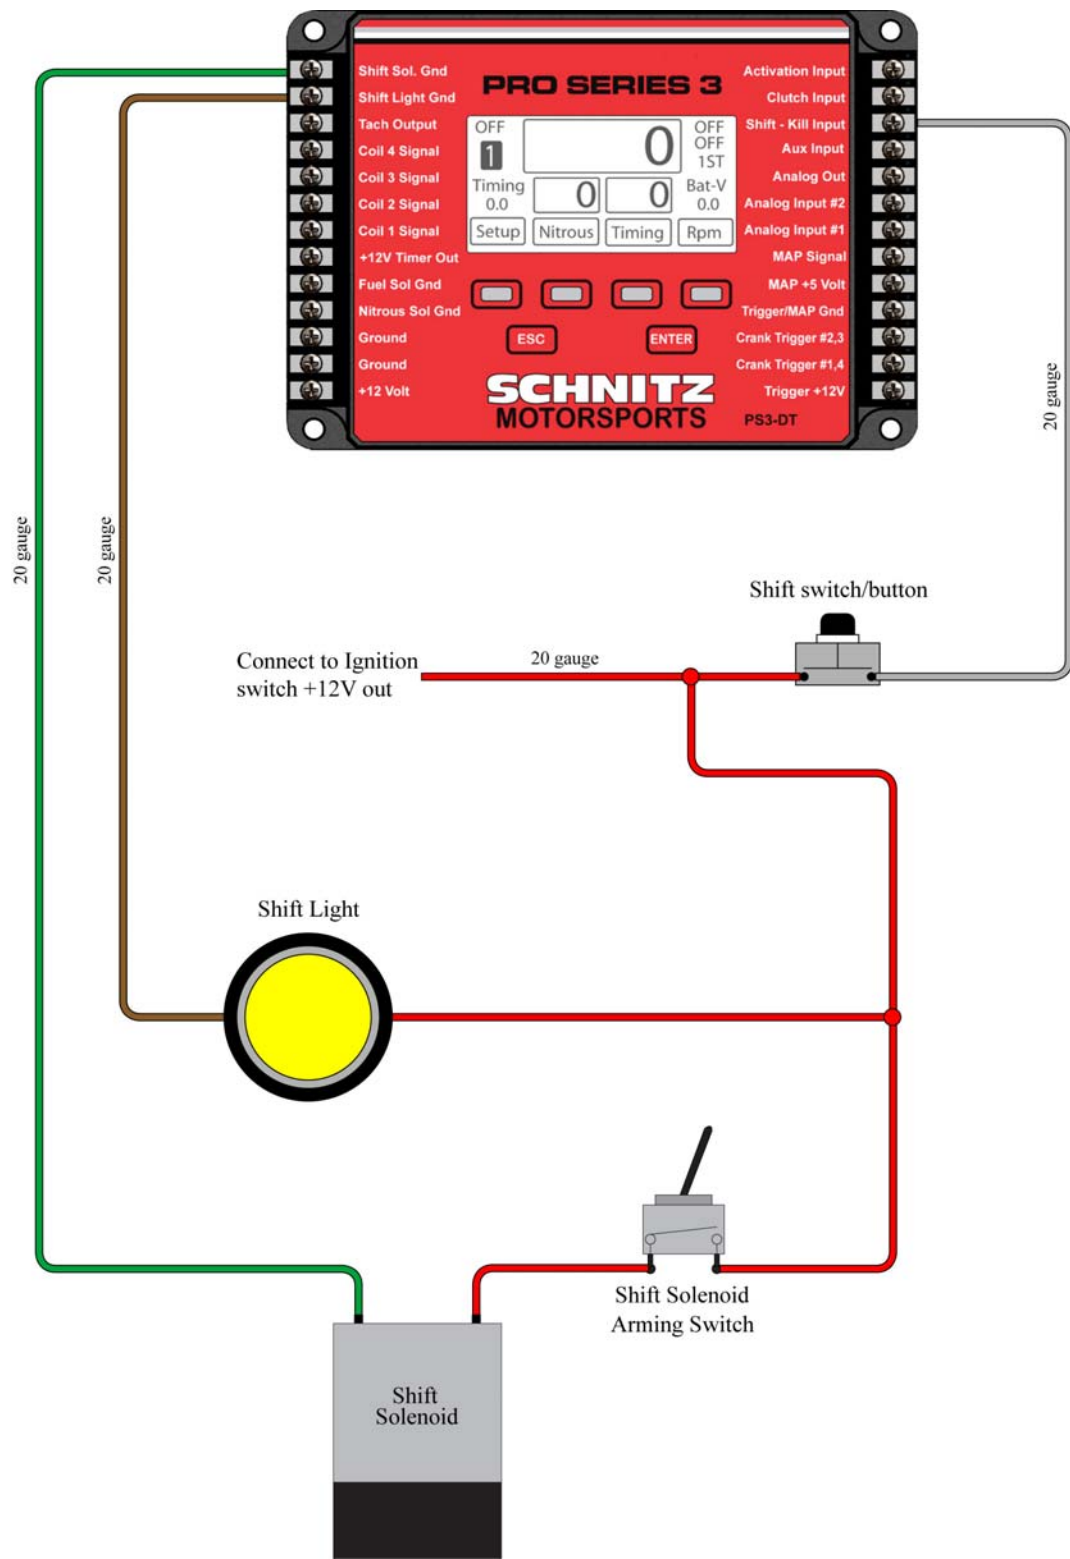 Shift Sol. Gnd
Shift Light Gnd
Tach Output
Coil 4 Signal
Coil 3 Signal
Coil 2 Signal
Coil 1 Signal
+12V Timer Out
Fuel Sol Gnd
Nitrous Sol Gnd
Ground
Ground
+12 Volt
PRO SERIES 3
OFF
1
0
OFF
OFF
1ST
Timing
0.0
0
0
Bat-V
0.0
Setup
Nitrous
Timing
Rpm
ESC
ENTER
SCHNITZ
MOTORSPORTS
PS3-DT
Activation Input
Clutch Input
Shift - Kill Input
Aux Input
Analog Out
Analog Input #2
Analog Input #1
MAP Signal
MAP +5 Volt
Trigger/MAP Gnd
Crank Trigger #2,3
Crank Trigger #1,4
Trigger +12V
20 gauge
20 gauge
20 gauge
Shift switch/button
Connect to Ignition
switch +12V out
20 gauge
Shift Light
Shift Solenoid
Arming Switch
Shift
Solenoid